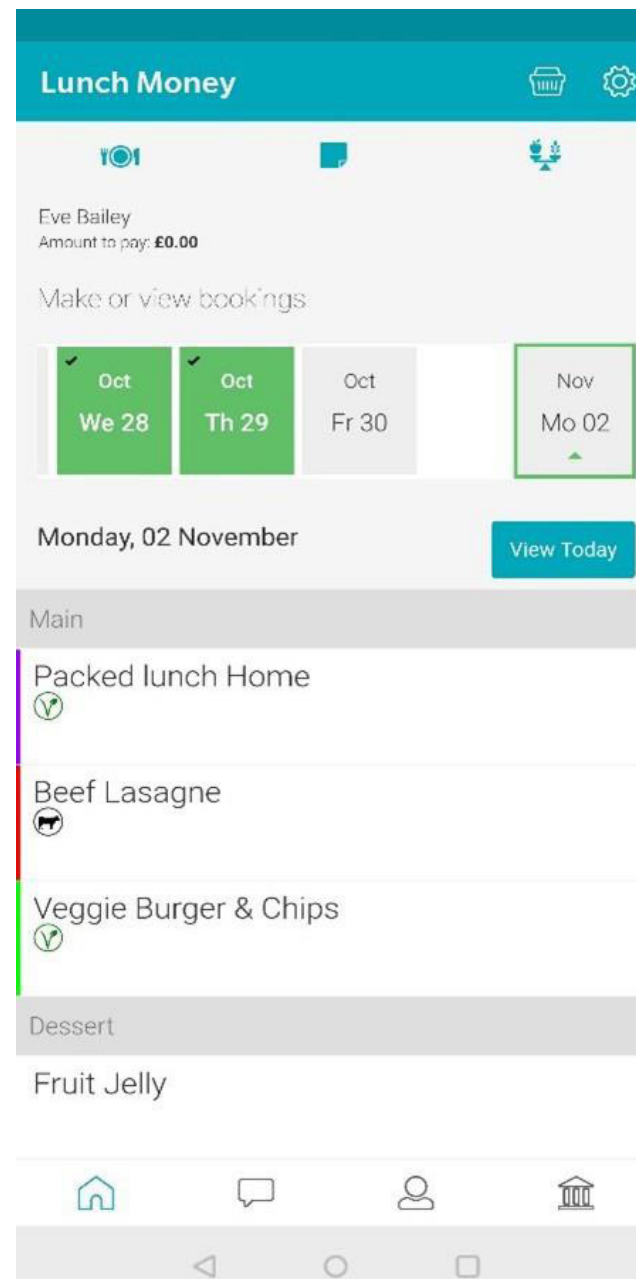 Lunch Money
Eve Bailey
Amount to pay: £0.00
Make or view bookings
Oct Oct Oct Nov
We 28 Th 29 Fr 30 Mo 02
Monday, 02 November
View Today
Main
Packed lunch Home
Beef Lasagne
Veggie Burger & Chips
Dessert
Fruit Jelly